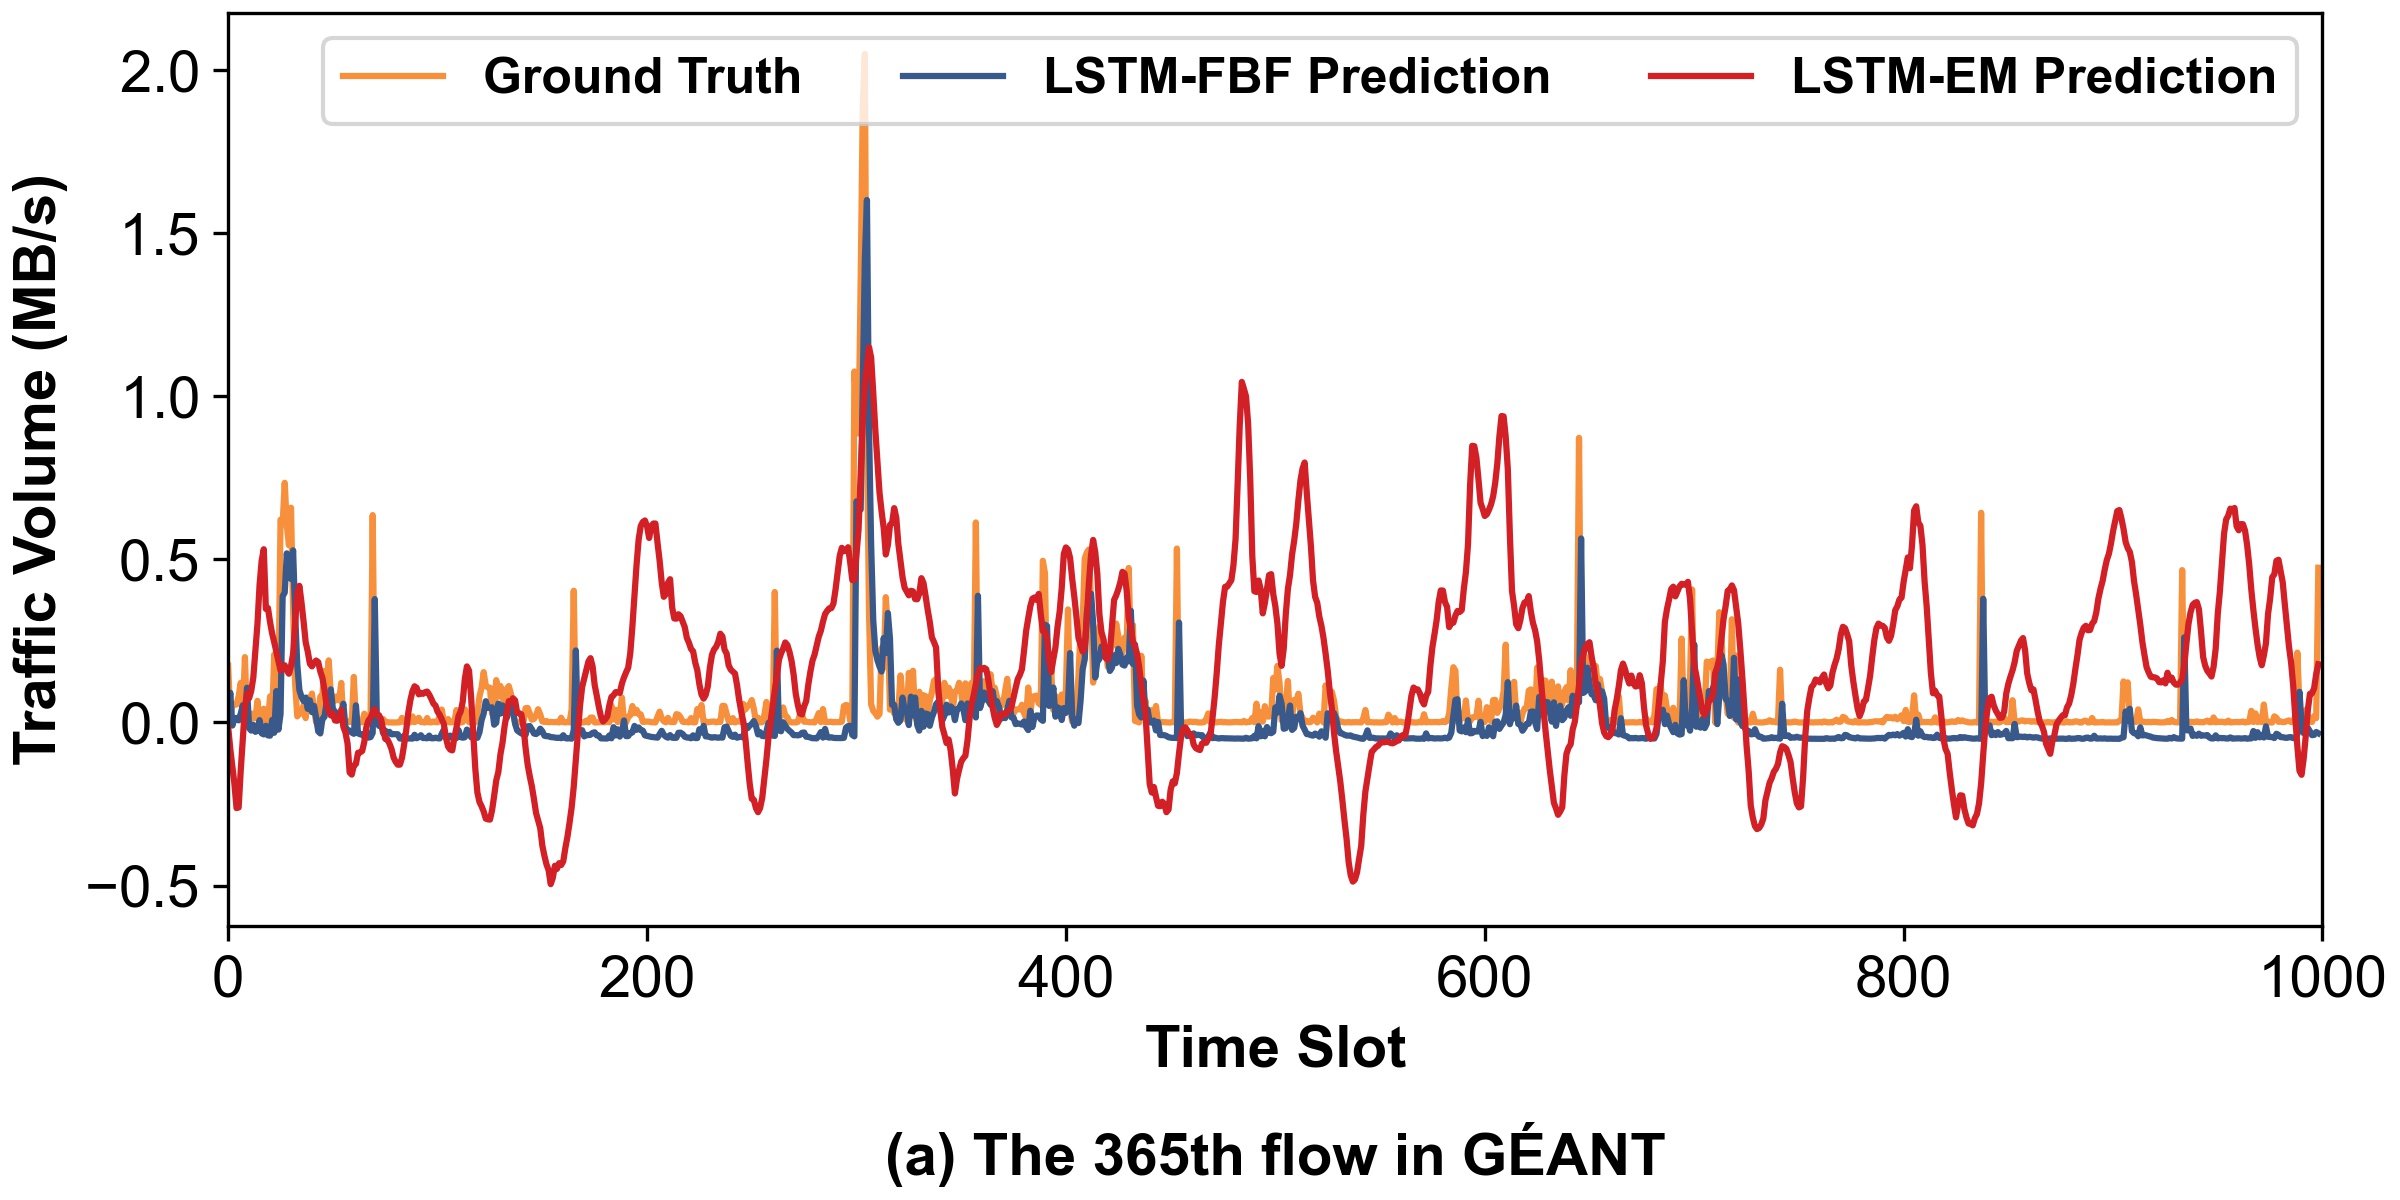 Ground Truth LSTM-FBF Prediction LSTM-EM Prediction
Traffic Volume (MB/s)
2.0
1.5
1.0
0.5
0.0
−0.5
0 200 400 600 800 1000
Time Slot
(a) The 365th flow in GÉANT